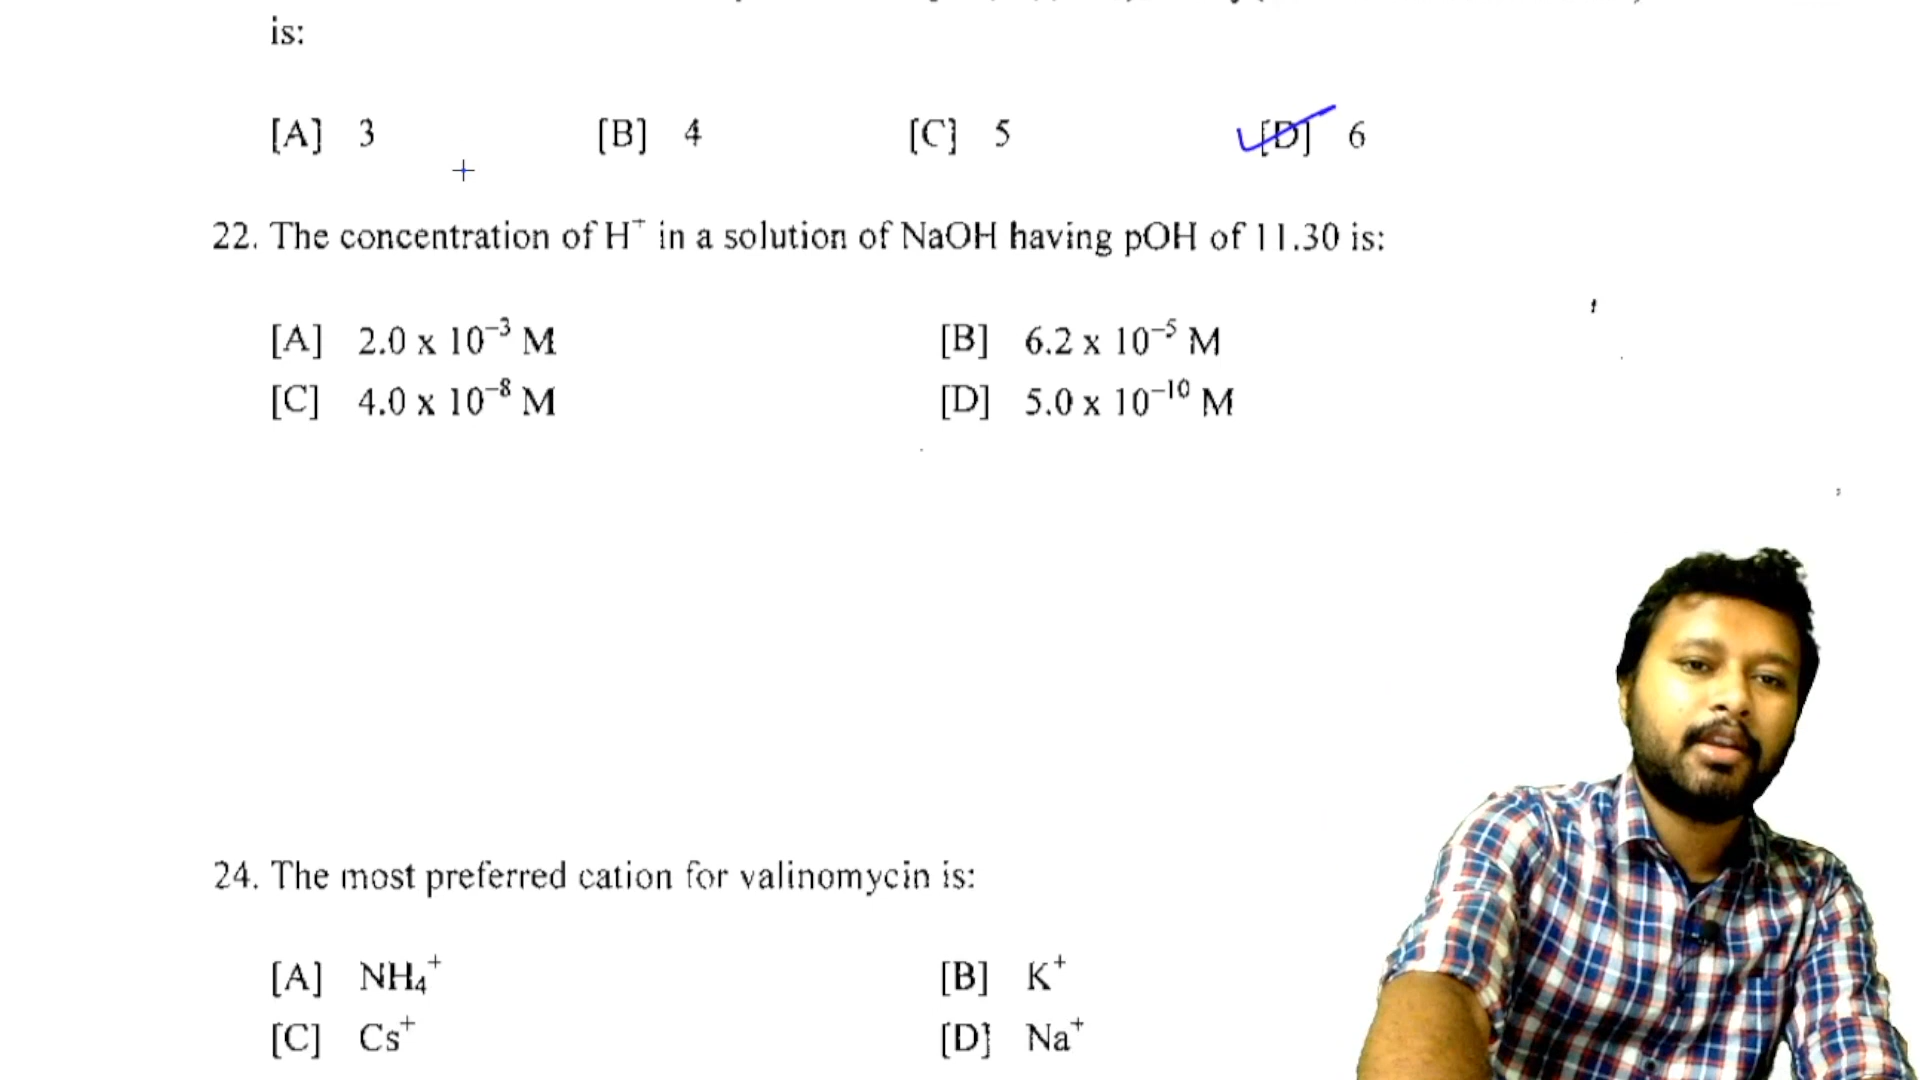 is:
[A] 3 [B] 4 [C] 5 [D] 6
22. The concentration of H⁺ in a solution of NaOH having pOH of 11.30 is:
[A] 2.0 x 10⁻³ M [B] 6.2 x 10⁻⁵ M
[C] 4.0 x 10⁻⁸ M [D] 5.0 x 10⁻¹⁰ M
24. The most preferred cation for valinomycin is:
[A] NH₄⁺ [B] K⁺
[C] Cs⁺ [D] Na⁺